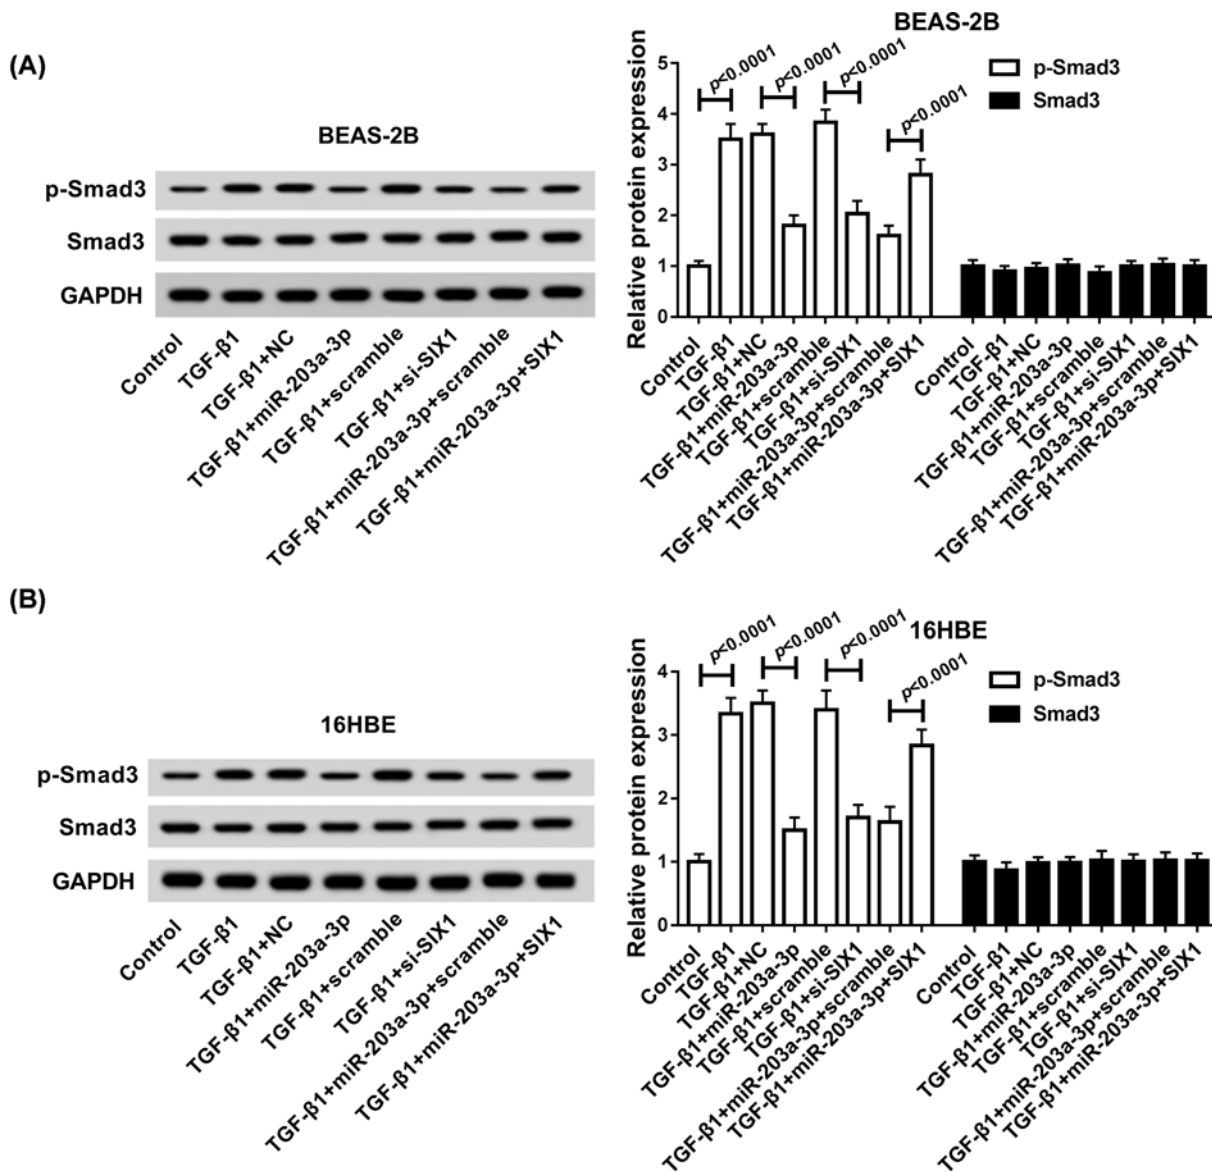 (A)
BEAS-2B
p-Smad3
Smad3
GAPDH
Control
TGF-β1
TGF-β1+NC
TGF-β1+miR-203a-3p
TGF-β1+scramble
TGF-β1+si-SIX1
TGF-β1+miR-203a-3p+scramble
TGF-β1+miR-203a-3p+SIX1
BEAS-2B
Relative protein expression
5
4
3
2
1
0
p<0.0001
p<0.0001
p<0.0001
p<0.0001
p-Smad3
Smad3
Control
TGF-β1
TGF-β1+NC
TGF-β1+miR-203a-3p
TGF-β1+scramble
TGF-β1+si-SIX1
TGF-β1+miR-203a-3p+scramble
TGF-β1+miR-203a-3p+SIX1
Control
TGF-β1
TGF-β1+NC
TGF-β1+miR-203a-3p
TGF-β1+scramble
TGF-β1+si-SIX1
TGF-β1+miR-203a-3p+scramble
TGF-β1+miR-203a-3p+SIX1
(B)
16HBE
p-Smad3
Smad3
GAPDH
Control
TGF-β1
TGF-β1+NC
TGF-β1+miR-203a-3p
TGF-β1+scramble
TGF-β1+si-SIX1
TGF-β1+miR-203a-3p+scramble
TGF-β1+miR-203a-3p+SIX1
16HBE
Relative protein expression
4
3
2
1
0
p<0.0001
p<0.0001
p<0.0001
p<0.0001
p-Smad3
Smad3
Control
TGF-β1
TGF-β1+NC
TGF-β1+miR-203a-3p
TGF-β1+scramble
TGF-β1+si-SIX1
TGF-β1+miR-203a-3p+scramble
TGF-β1+miR-203a-3p+SIX1
Control
TGF-β1
TGF-β1+NC
TGF-β1+miR-203a-3p
TGF-β1+scramble
TGF-β1+si-SIX1
TGF-β1+miR-203a-3p+scramble
TGF-β1+miR-203a-3p+SIX1